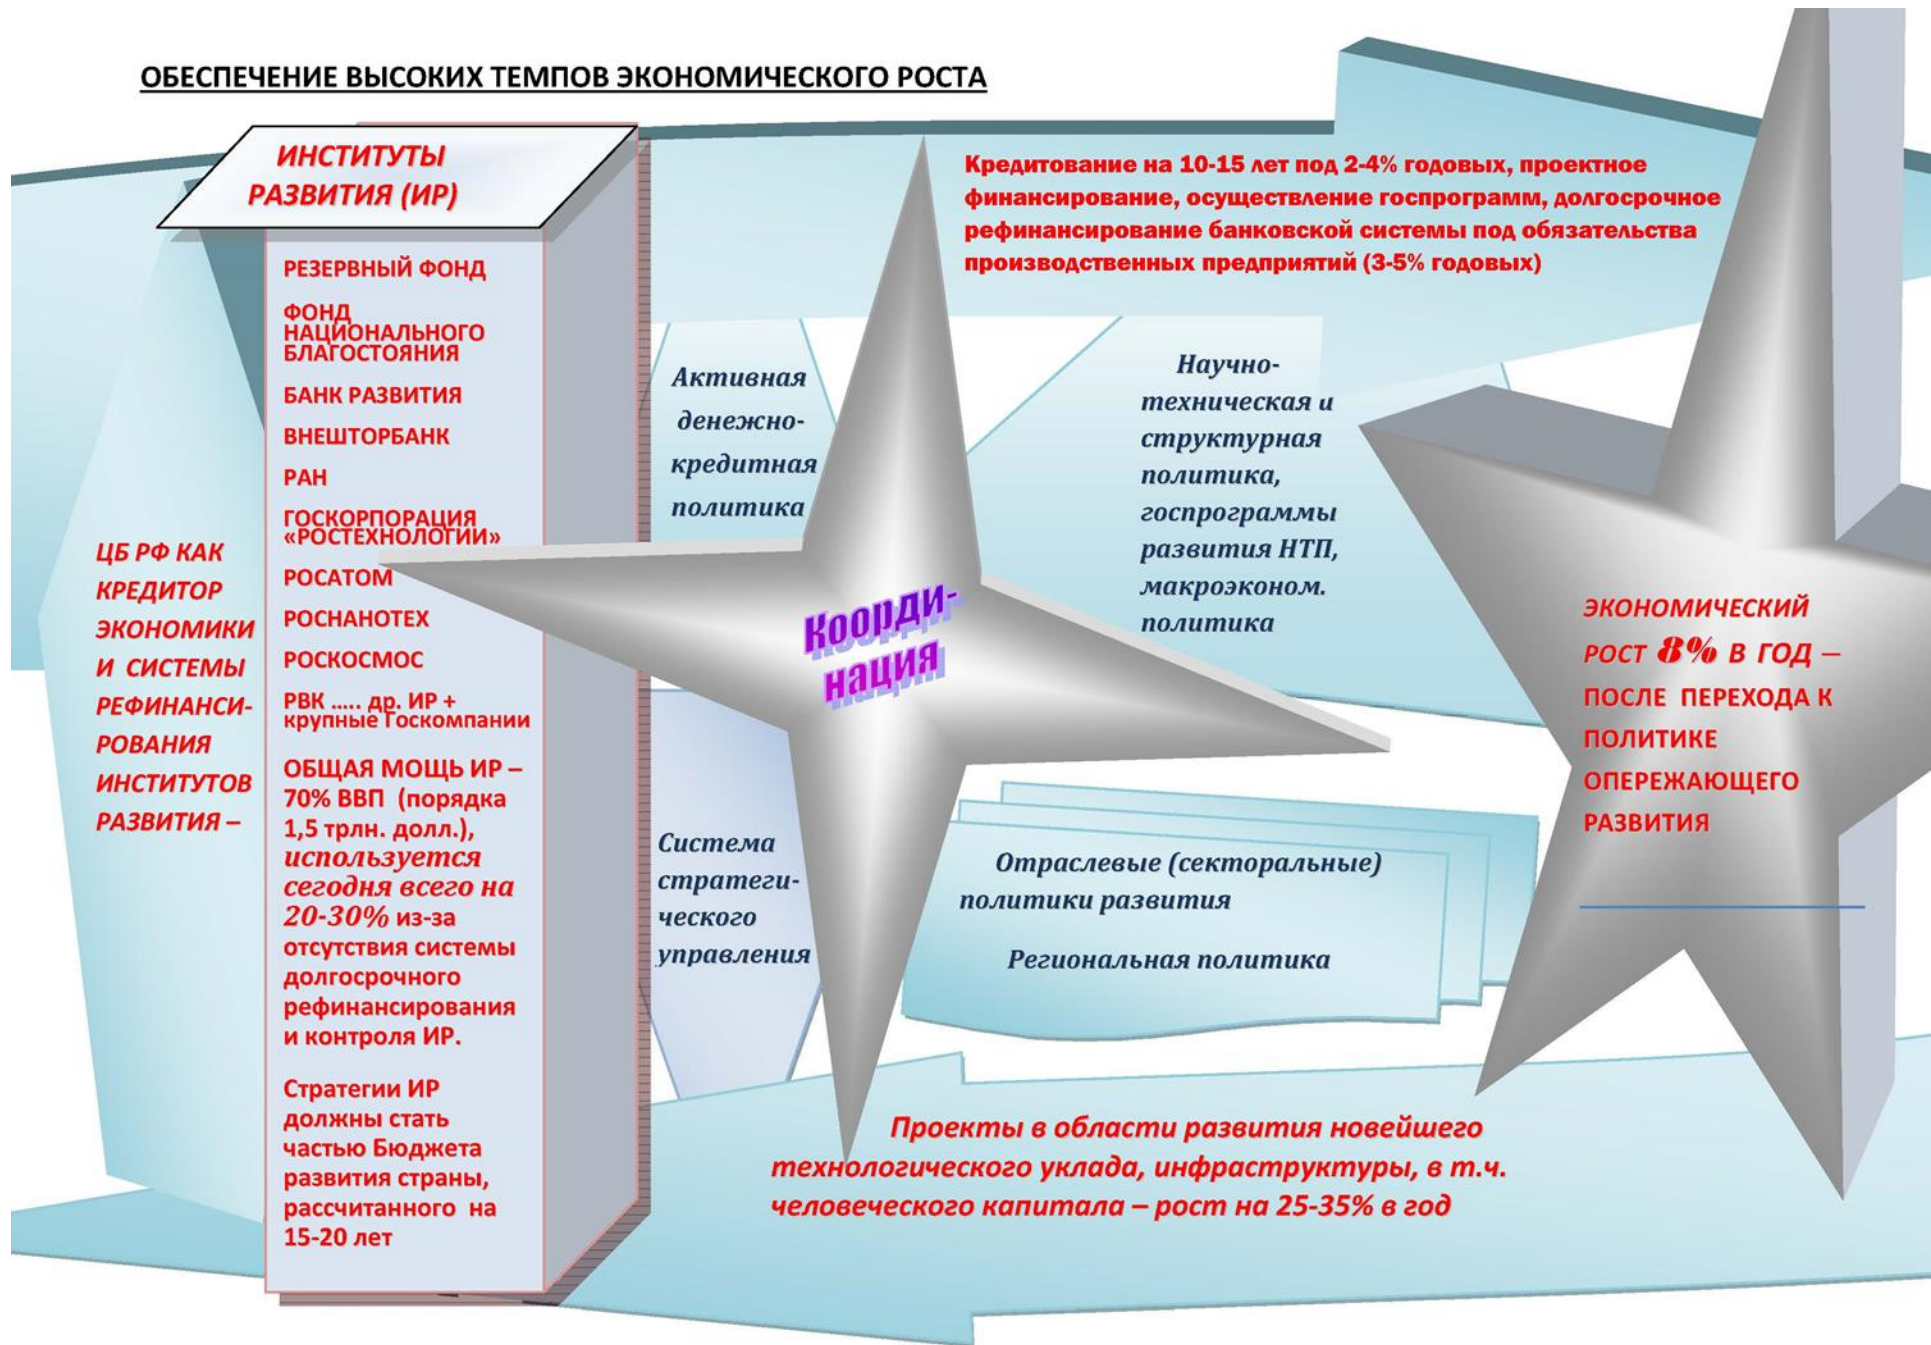 ОБЕСПЕЧЕНИЕ ВЫСОКИХ ТЕМПОВ ЭКОНОМИЧЕСКОГО РОСТА
ЦБ РФ КАК
КРЕДИТОР
ЭКОНОМИКИ
И СИСТЕМЫ
РЕФИНАНСИ-
РОВАНИЯ
ИНСТИТУТОВ
РАЗВИТИЯ –
ИНСТИТУТЫ
РАЗВИТИЯ (ИР)
РЕЗЕРВНЫЙ ФОНД
ФОНД
НАЦИОНАЛЬНОГО
БЛАГОСТОЯНИЯ
БАНК РАЗВИТИЯ
ВНЕШТОРБАНК
РАН
ГОСКОРПОРАЦИЯ
«РОСТЕХНОЛОГИИ»
РОСАТОМ
РОСНАНОТЕХ
РОСКОСМОС
РВК ..... др. ИР +
крупные Госкомпании
ОБЩАЯ МОЩЬ ИР –
70% ВВП (порядка
1,5 трлн. долл.),
используется
сегодня всего на
20-30% из-за
отсутствия системы
долгосрочного
рефинансирования
и контроля ИР.
Стратегии ИР
должны стать
частью Бюджета
развития страны,
рассчитанного на
15-20 лет
Кредитование на 10-15 лет под 2-4% годовых, проектное
финансирование, осуществление госпрограмм, долгосрочное
рефинансирование банковской системы под обязательства
производственных предприятий (3-5% годовых)
Активная
денежно-
кредитная
политика
Научно-
техническая и
структурная
политика,
госпрограммы
развития НТП,
макроэконом.
политика
Коорди-
нация
Система
стратеги-
ческого
управления
Отраслевые (секторальные)
политики развития
Региональная политика
Проекты в области развития новейшего
технологического уклада, инфраструктуры, в т.ч.
человеческого капитала – рост на 25-35% в год
ЭКОНОМИЧЕСКИЙ
РОСТ 8% В ГОД –
ПОСЛЕ ПЕРЕХОДА К
ПОЛИТИКЕ
ОПЕРЕЖАЮЩЕГО
РАЗВИТИЯ